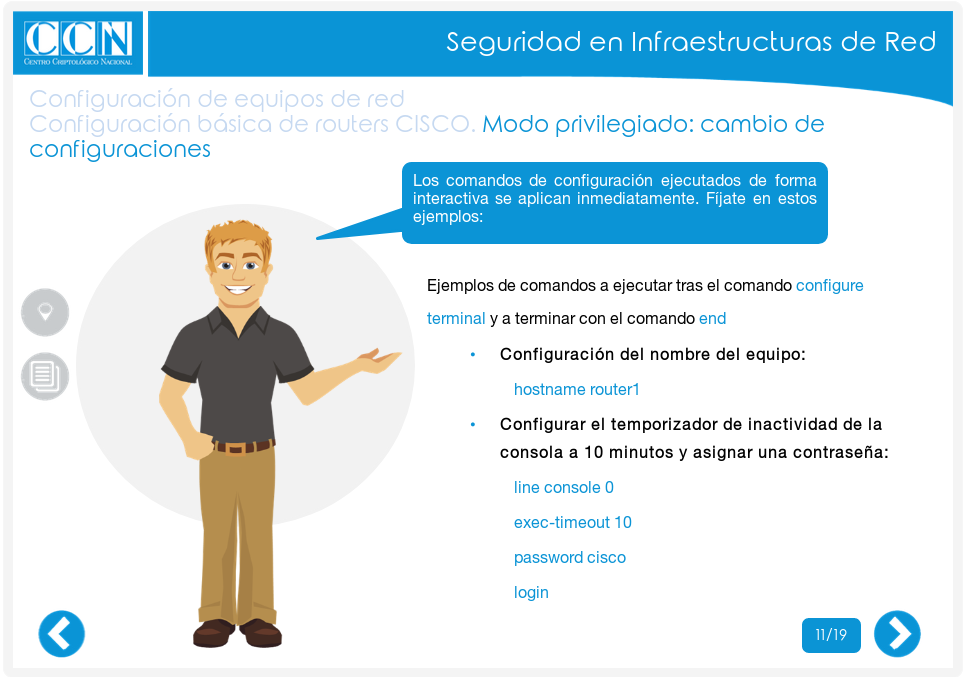 CCN
CENTRO CRIPTOLÓGICO NACIONAL
Seguridad en Infraestructuras de Red
Configuración de equipos de red
Configuración básica de routers CISCO. Modo privilegiado: cambio de
configuraciones
Los comandos de configuración ejecutados de forma
interactiva se aplican inmediatamente. Fíjate en estos
ejemplos:
Ejemplos de comandos a ejecutar tras el comando configure
terminal y a terminar con el comando end
• Configuración del nombre del equipo:
hostname router1
• Configurar el temporizador de inactividad de la
consola a 10 minutos y asignar una contraseña:
line console 0
exec-timeout 10
password cisco
login
11/19